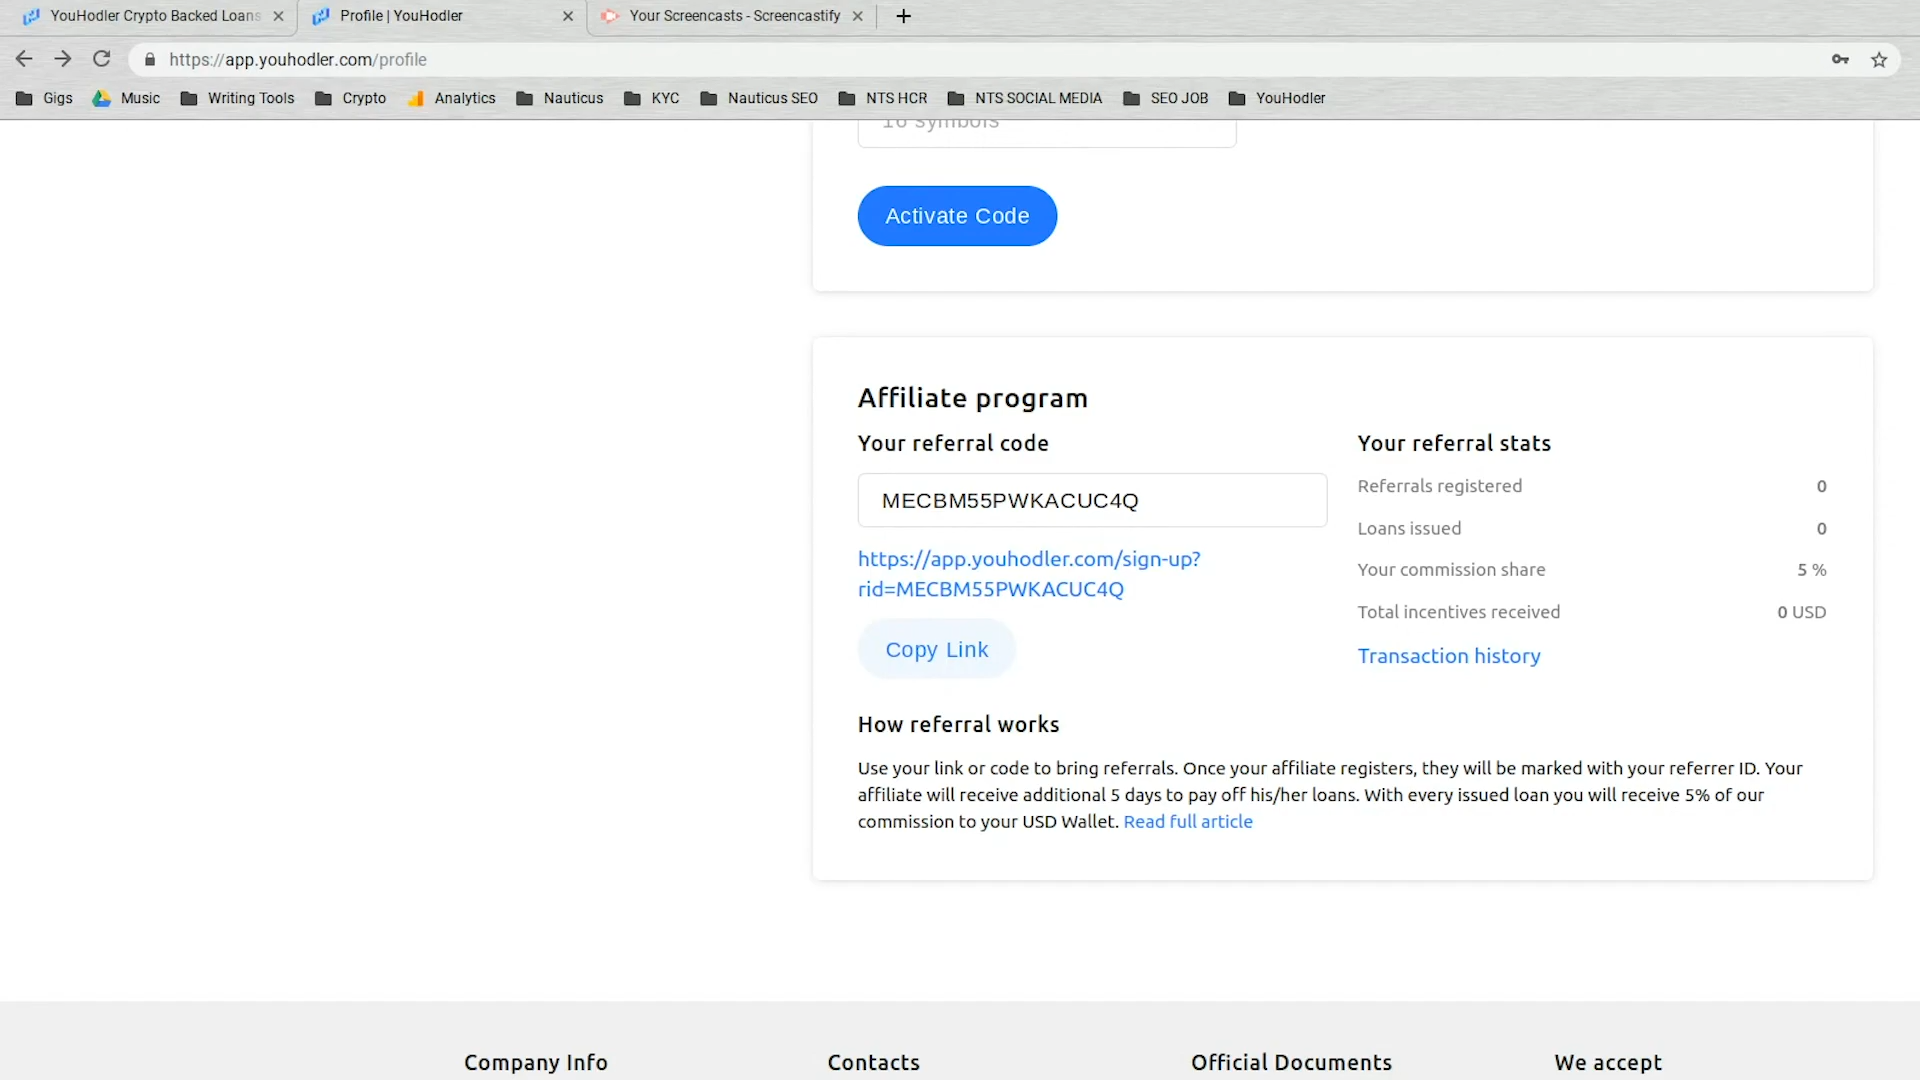 YouHodler Crypto Backed Loans
Profile | YouHodler
Your Screencasts - Screencastify
https://app.youhodler.com/profile
Gigs Music Writing Tools Crypto Analytics Nauticus KYC Nauticus SEO NTS HCR NTS SOCIAL MEDIA SEO JOB YouHodler
16 symbols
Activate Code
Affiliate program
Your referral code
MECBM55PWKACUC4Q
https://app.youhodler.com/sign-up?
rid=MECBM55PWKACUC4Q
Copy Link
Your referral stats
Referrals registered 0
Loans issued 0
Your commission share 5 %
Total incentives received 0 USD
Transaction history
How referral works
Use your link or code to bring referrals. Once your affiliate registers, they will be marked with your referrer ID. Your
affiliate will receive additional 5 days to pay off his/her loans. With every issued loan you will receive 5% of our
commission to your USD Wallet. Read full article
Company Info
Contacts
Official Documents
We accept